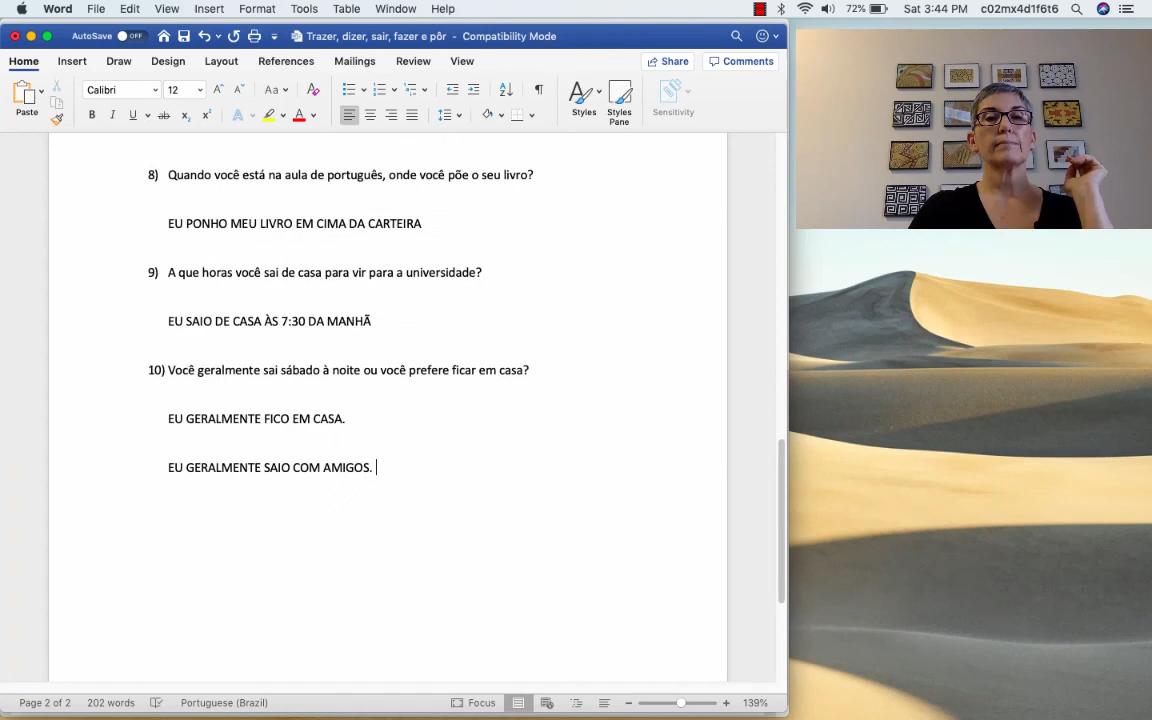 Word File Edit View Insert Format Tools Table Window Help 72% Sat 3:44 PM c02mx4d1f6t6
AutoSave OFF Trazer, dizer, sair, fazer e pôr - Compatibility Mode
Home Insert Draw Design Layout References Mailings Review View Share Comments
Calibri 12 Aa
Paste B I U ab x₂ x² A A Styles Styles Pane Sensitivity
8) Quando você está na aula de português, onde você põe o seu livro?
EU PONHO MEU LIVRO EM CIMA DA CARTEIRA
9) A que horas você sai de casa para vir para a universidade?
EU SAIO DE CASA ÀS 7:30 DA MANHÃ
10) Você geralmente sai sábado à noite ou você prefere ficar em casa?
EU GERALMENTE FICO EM CASA.
EU GERALMENTE SAIO COM AMIGOS.
Page 2 of 2 202 words Portuguese (Brazil) Focus 139%